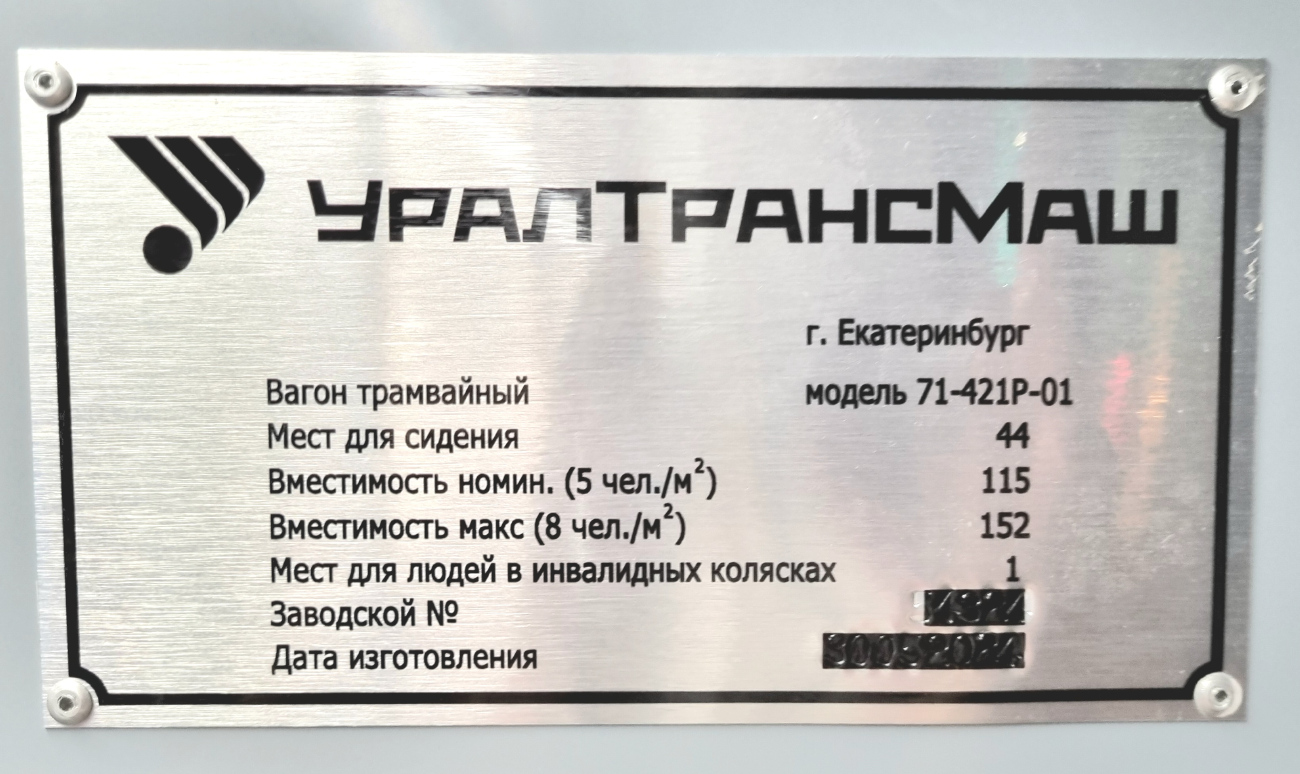 УралТрансМаш
г. Екатеринбург
Вагон трамвайный модель 71-421Р-01
Мест для сидения 44
Вместимость номин. (5 чел./м²) 115
Вместимость макс (8 чел./м²) 152
Мест для людей в инвалидных колясках 1
Заводской №
Дата изготовления